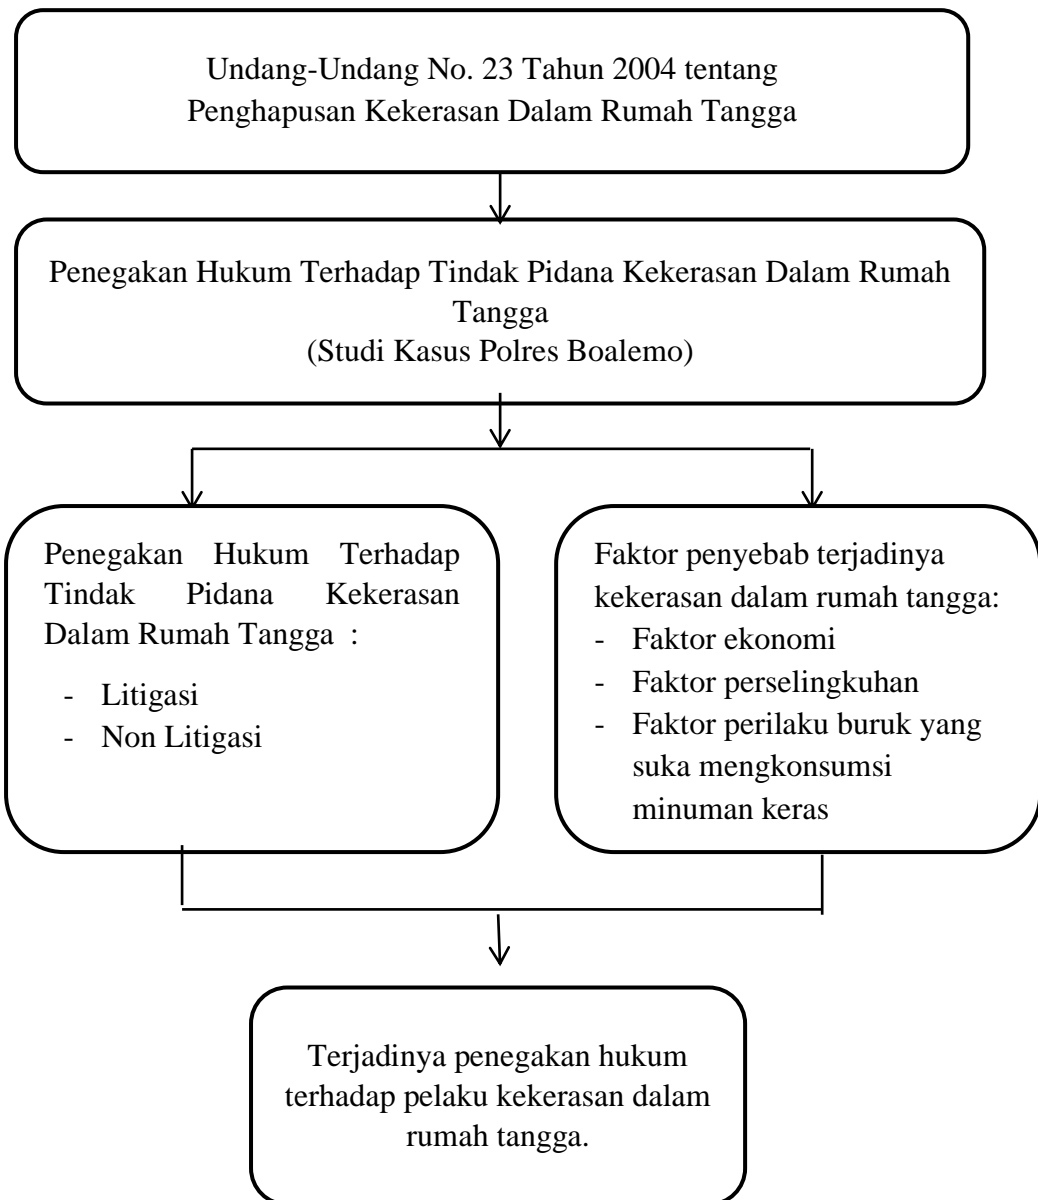 Undang-Undang No. 23 Tahun 2004 tentang
Penghapusan Kekerasan Dalam Rumah Tangga
Penegakan Hukum Terhadap Tindak Pidana Kekerasan Dalam Rumah
Tangga
(Studi Kasus Polres Boalemo)
Penegakan Hukum Terhadap
Tindak Pidana Kekerasan
Dalam Rumah Tangga :
- Litigasi
- Non Litigasi
Faktor penyebab terjadinya
kekerasan dalam rumah tangga:
- Faktor ekonomi
- Faktor perselingkuhan
- Faktor perilaku buruk yang
suka mengkonsumsi
minuman keras
Terjadinya penegakan hukum
terhadap pelaku kekerasan dalam
rumah tangga.